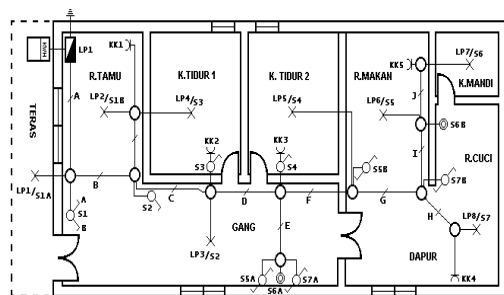 LP1
KK1
R.TAMU
K.TIDUR 1
K.TIDUR 2
R.MAKAN
KK5
LP7/S6
K.MANDI
A
LP2/S1B
LP4/S3
LP5/S4
LP6/S5
J
S6B
TERAS
KK2
KK3
I
R.CUCI
S3
S4
S5B
S7B
LP1/S1A
B
A
S1
B
S2
C
D
F
G
H
LP8/S7
E
GANG
LP3/S2
DAPUR
S5A
S6A
S7A
KK4